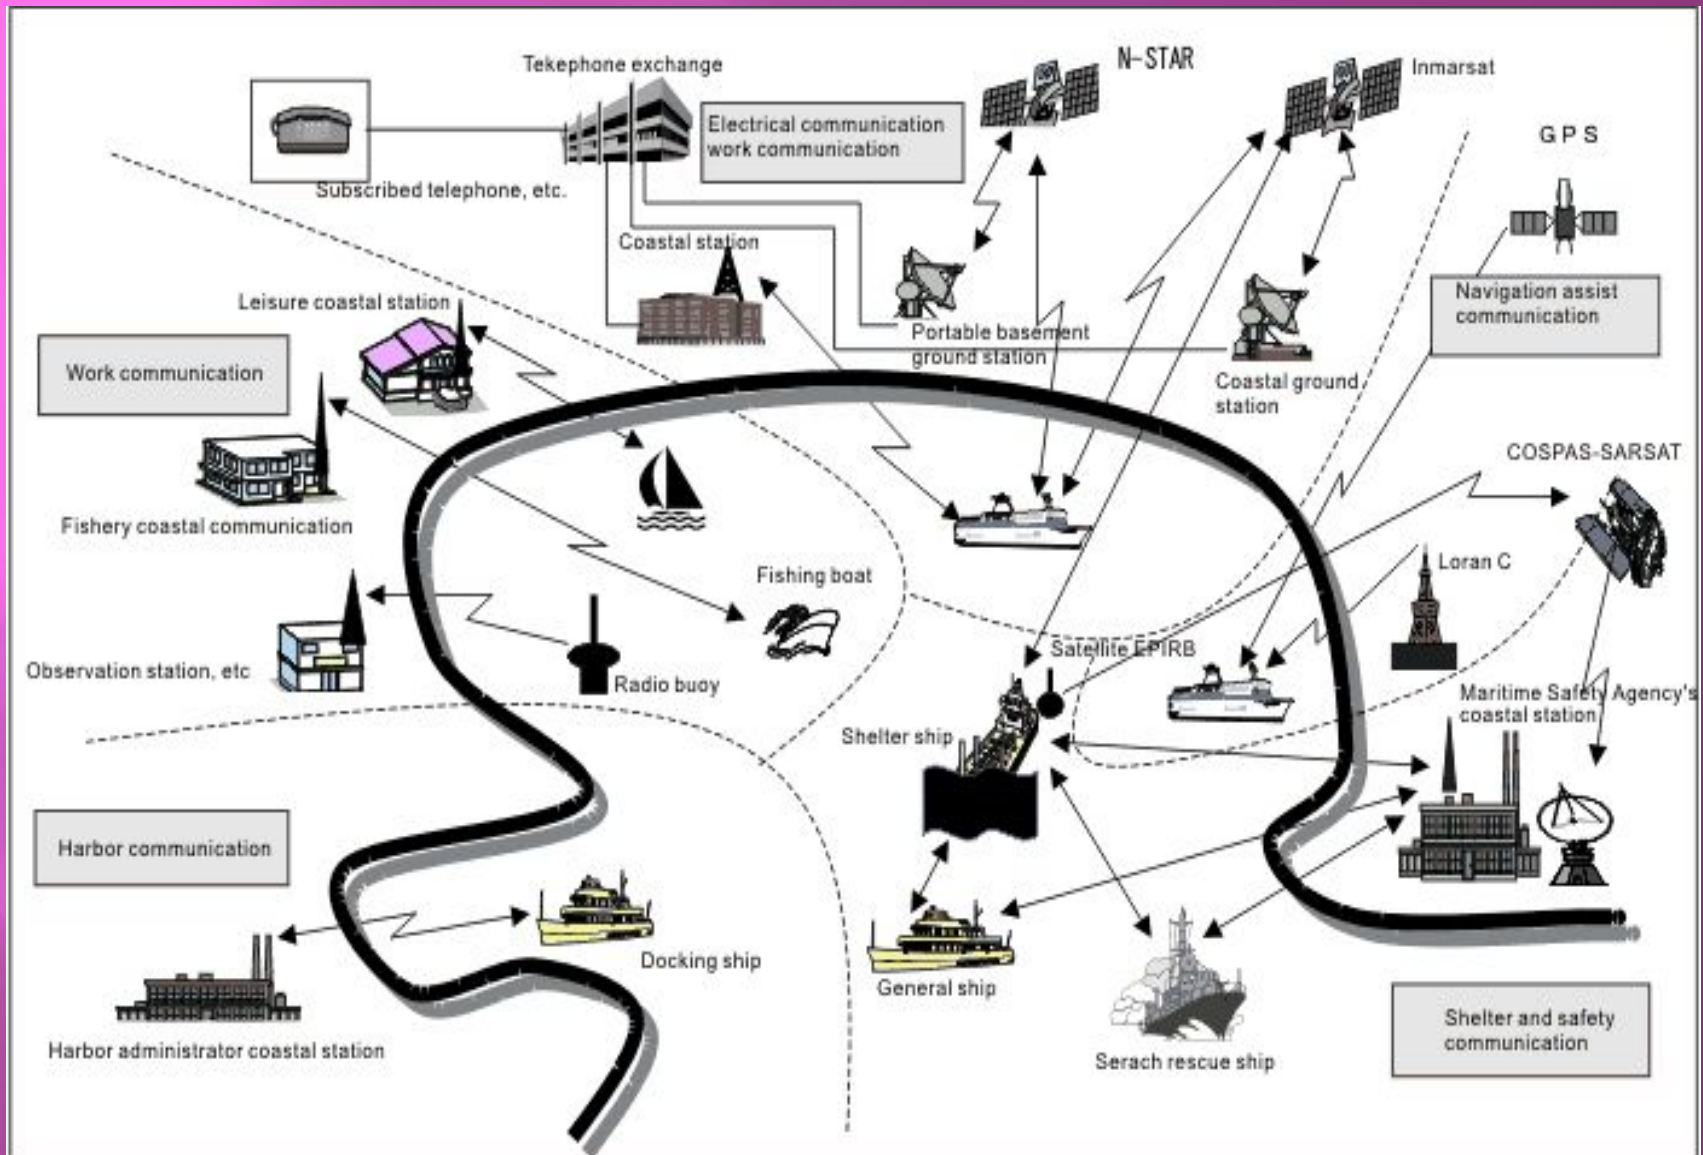 Tekephone exchange
N-STAR
Inmarsat
Electrical communication
work communication
GPS
Subscribed telephone, etc.
Coastal station
Leisure coastal station
Navigation assist
communication
Portable basement
ground station
Work communication
Coastal ground
station
COSPAS-SARSAT
Fishery coastal communication
Loran C
Fishing boat
Satellite EPIRB
Observation station, etc
Radio buoy
Maritime Safety Agency's
coastal station
Shelter ship
Harbor communication
Docking ship
General ship
Shelter and safety
communication
Harbor administrator coastal station
Serach rescue ship